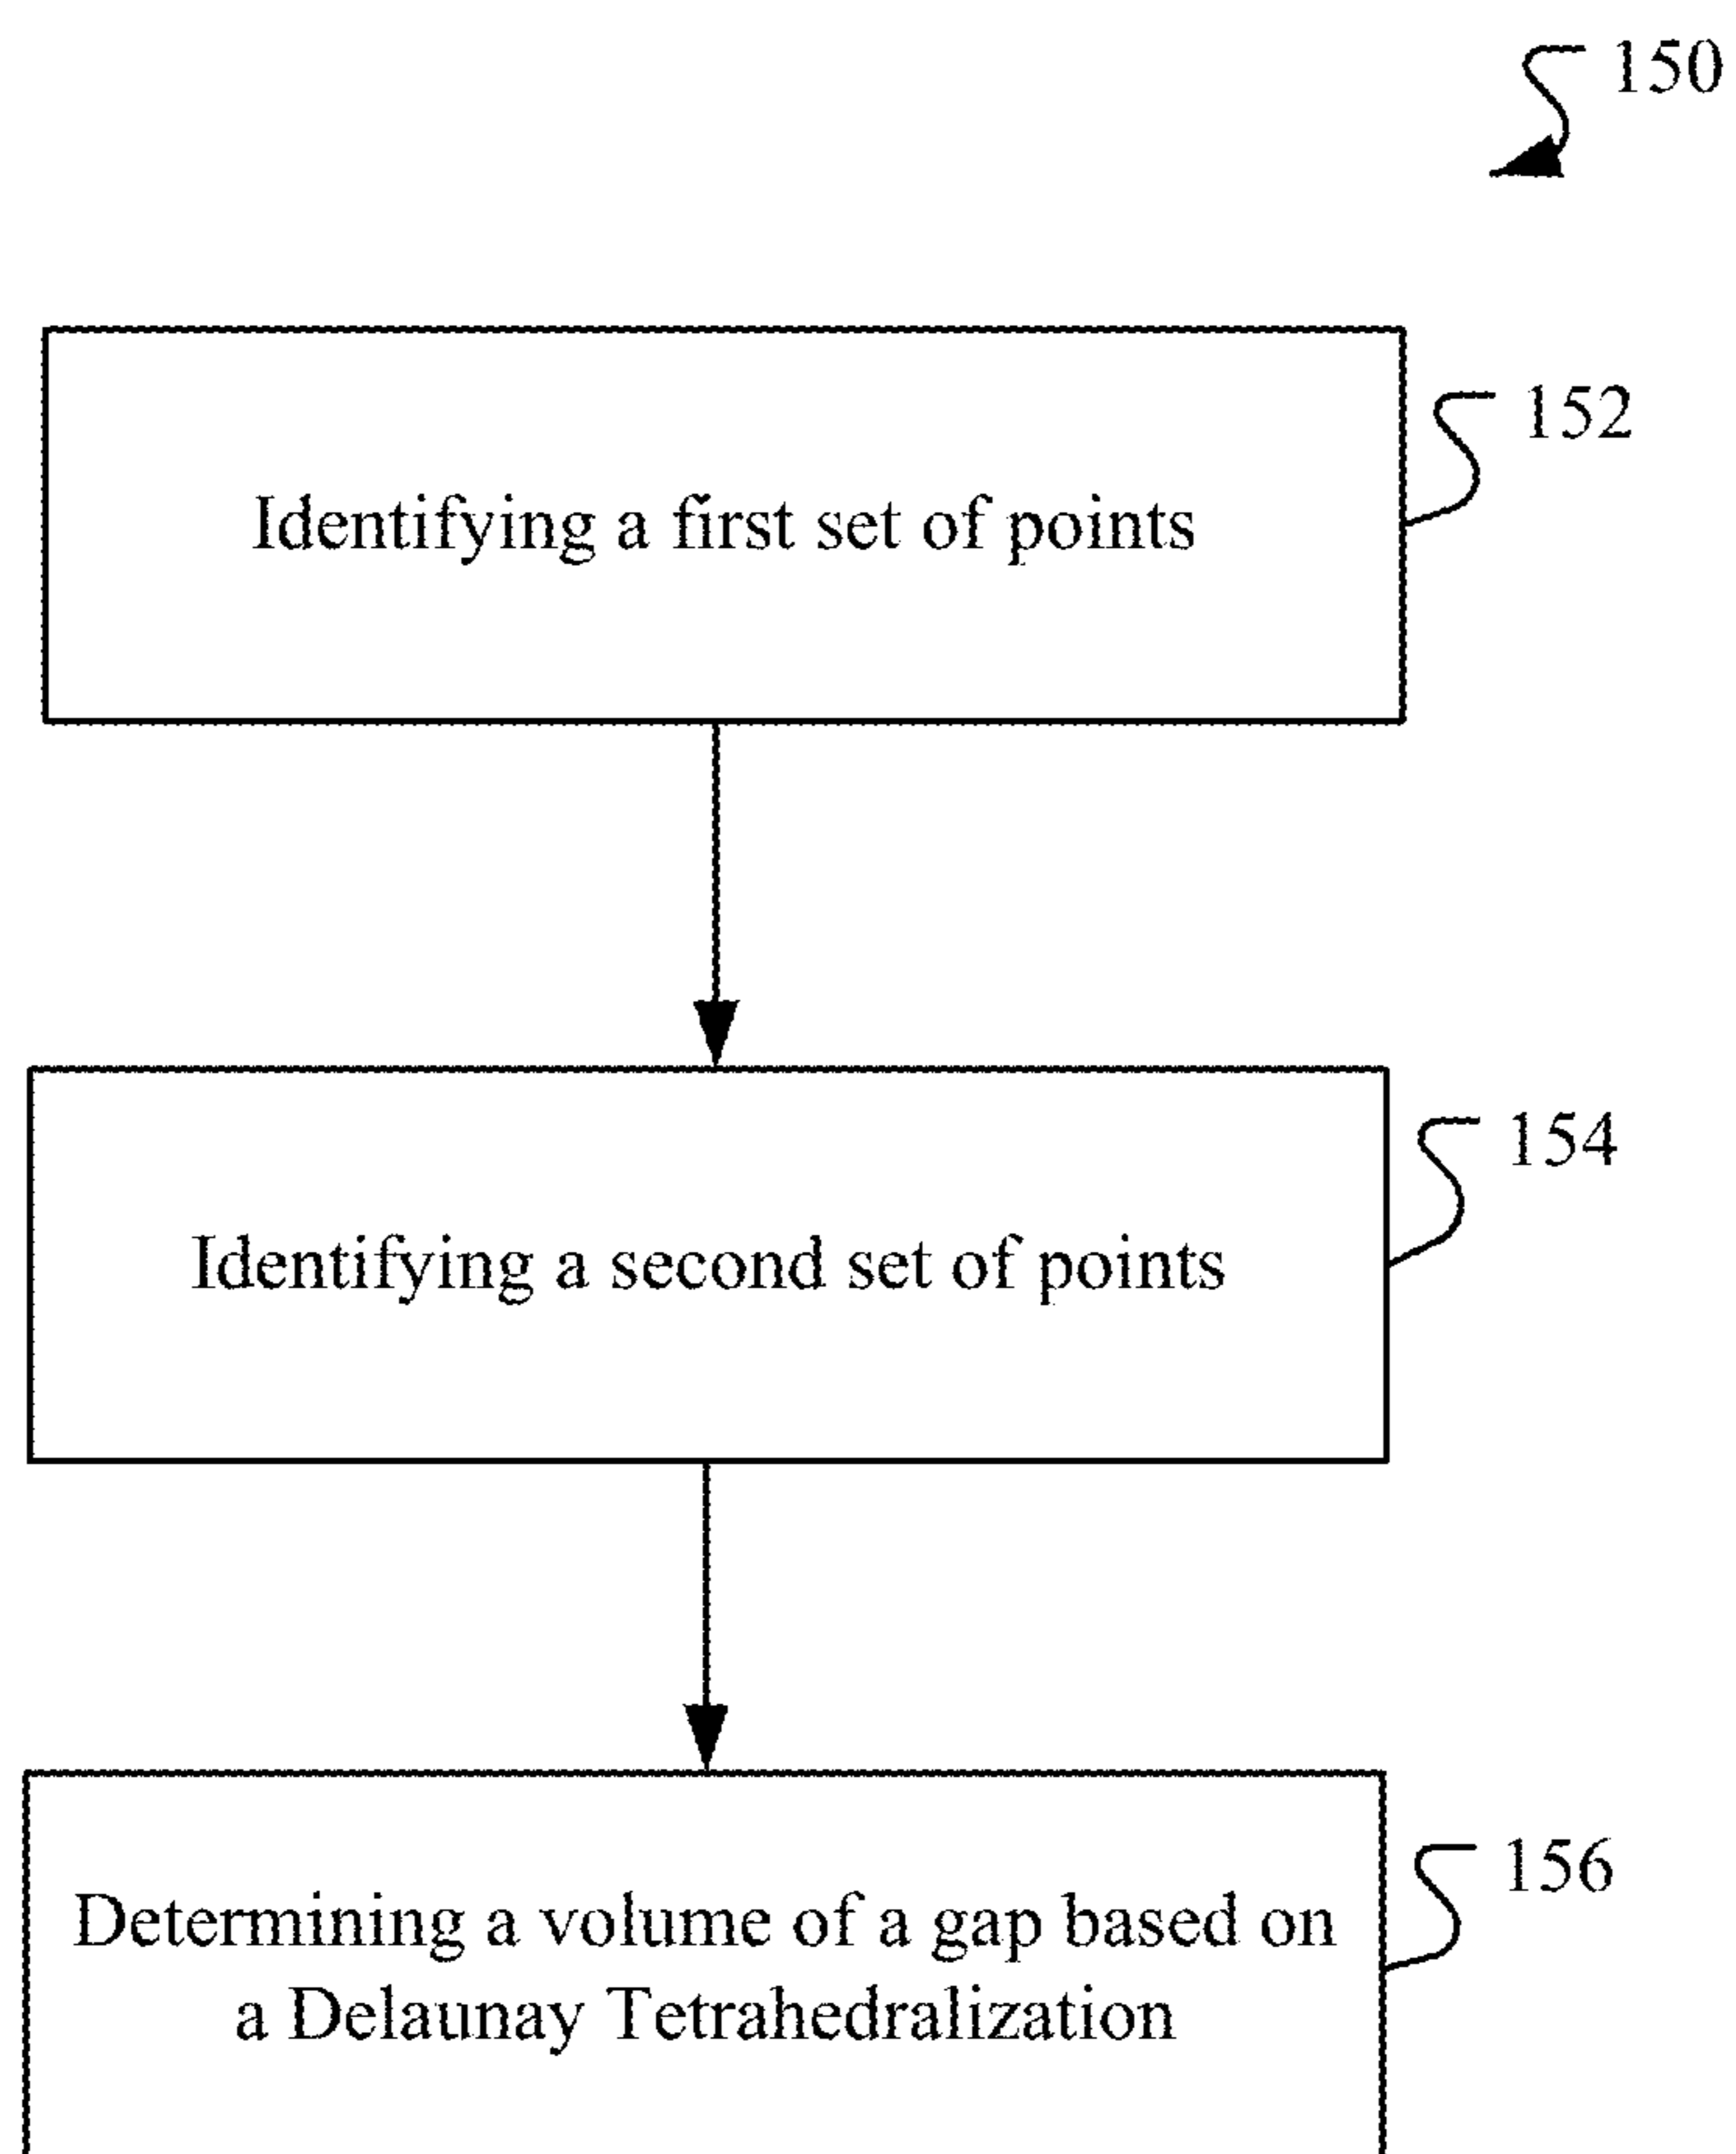 150
152
Identifying a first set of points
154
Identifying a second set of points
156
Determining a volume of a gap based on
a Delaunay Tetrahedralization